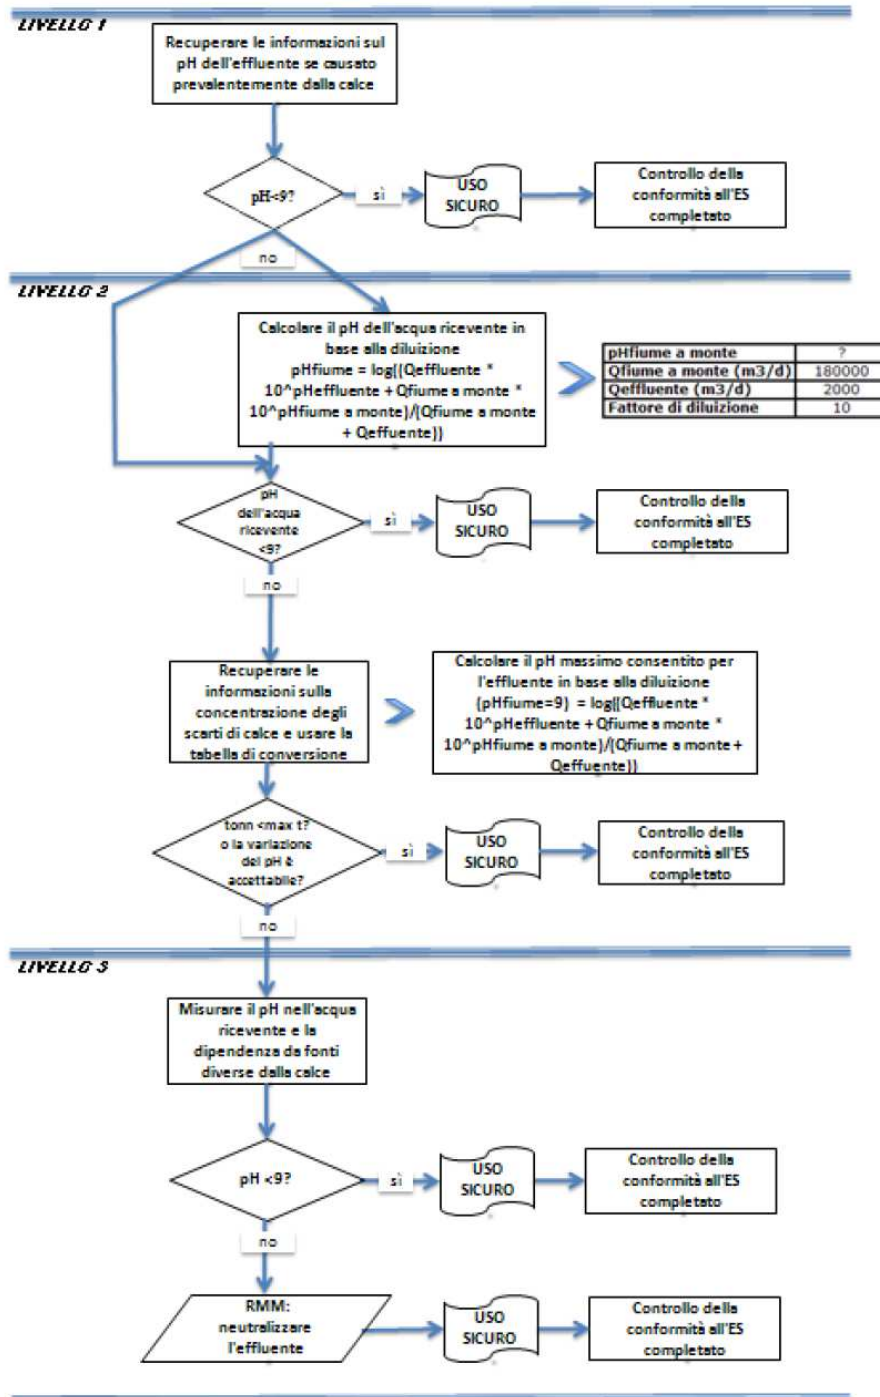 LIVELLO 1
Recuperare le informazioni sul
pH dell'effluente se causato
prevalentemente dalla calce
pH<9?
sì
USO
SICURO
Controllo della
conformità all'ES
completato
no
LIVELLO 2
Calcolare il pH dell'acqua ricevente in
base alla diluizione
pHfiume = log((Qeffluente *
10^pHeffluente + Qfiume a monte *
10^pHfiume a monte)/(Qfiume a monte
+ Qeffuente))
pHfiume a monte ?
Qfiume a monte (m3/d) 180000
Qeffluente (m3/d) 2000
Fattore di diluizione 10
pH
dell'acqua
ricevente
<9?
sì
USO
SICURO
Controllo della
conformità all'ES
completato
no
Recuperare le
informazioni sulla
concentrazione degli
scarti di calce e usare la
tabella di conversione
Calcolare il pH massimo consentito per
l'effluente in base alla diluizione
(pHfiume=9) = log((Qeffluente *
10^pHeffluente + Qfiume a monte *
10^pHfiume a monte)/(Qfiume a monte +
Qeffuente))
tonn <max t?
o la variazione
del pH è
accettabile?
sì
USO
SICURO
Controllo della
conformità all'ES
completato
no
LIVELLO 3
Misurare il pH nell'acqua
ricevente e la
dipendenza da fonti
diverse dalla calce
pH <9?
sì
USO
SICURO
Controllo della
conformità all'ES
completato
no
RMM:
neutralizzare
l'effluente
USO
SICURO
Controllo della
conformità all'ES
completato